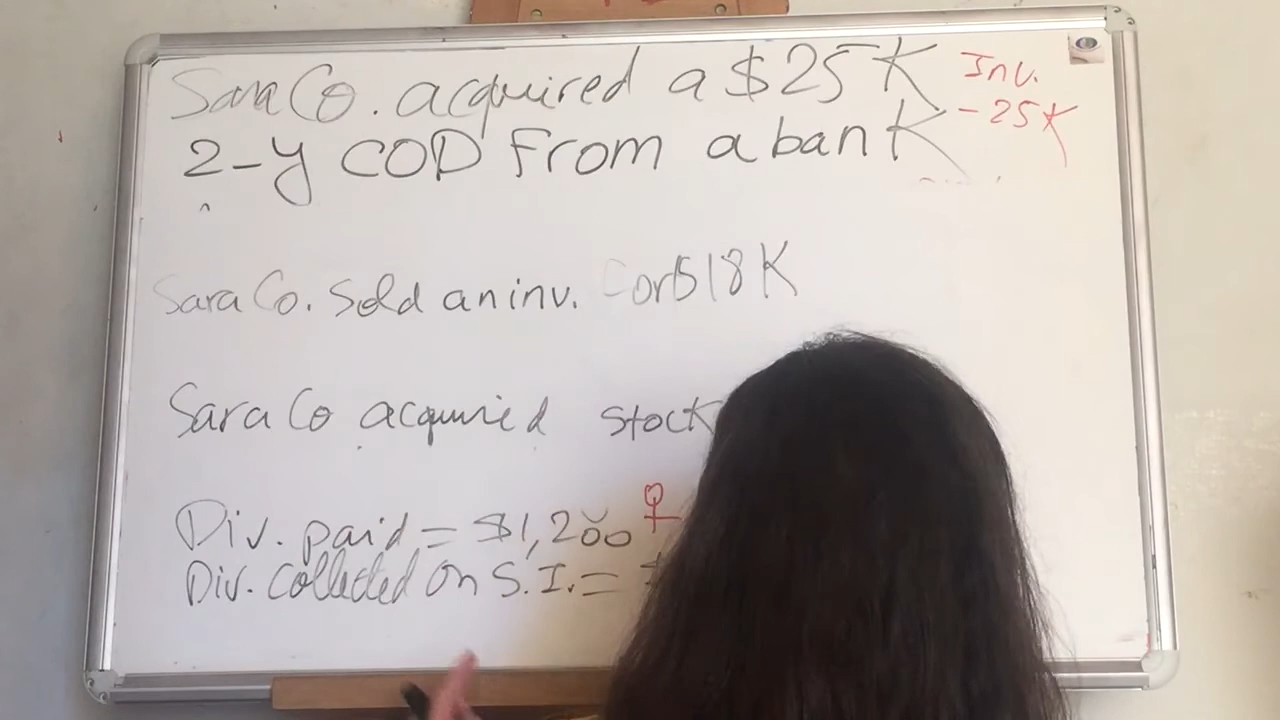 Sara Co. acquired a $25K Inv.
2-y COD From a bank -25K
Sara Co. Sold an inv. For $18K
Sara Co acquired stock
Div. paid = $1,200
Div. collected on S.I. =